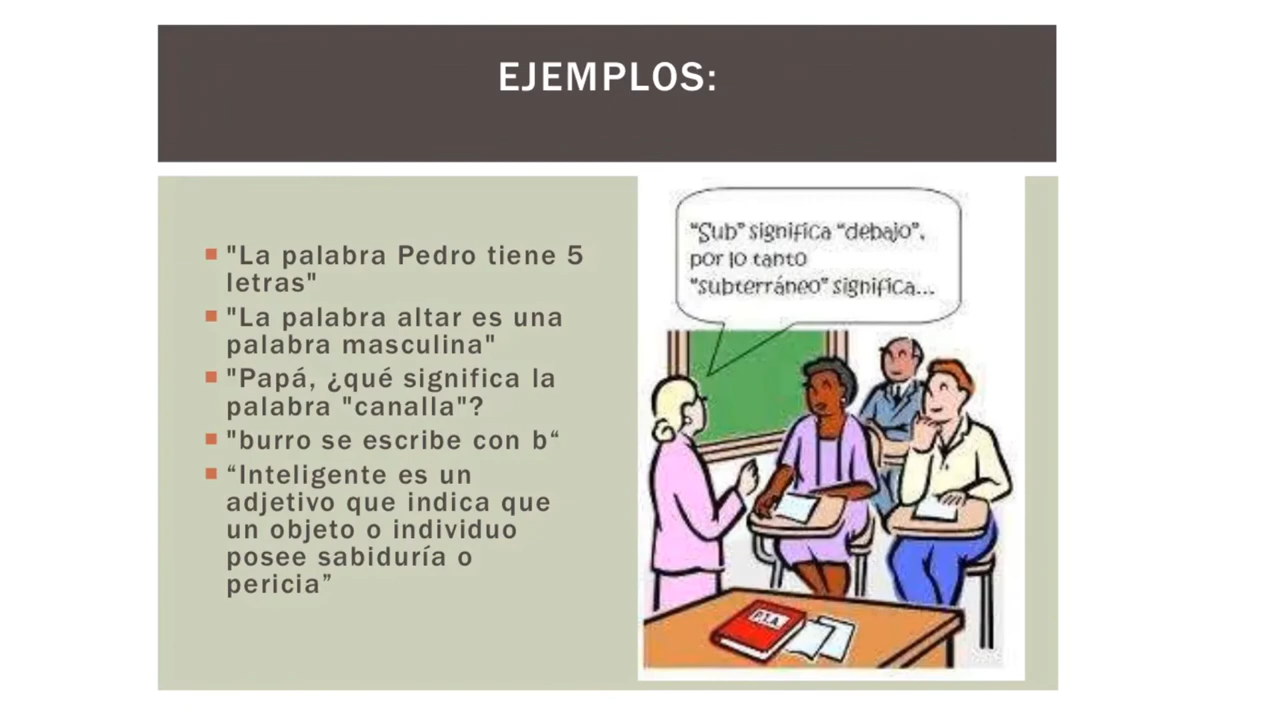 EJEMPLOS:
"La palabra Pedro tiene 5
letras"
"La palabra altar es una
palabra masculina"
"Papá, ¿qué significa la
palabra "canalla"?
"burro se escribe con b“
“Inteligente es un
adjetivo que indica que
un objeto o individuo
posee sabiduría o
pericia”
“Sub” significa “debajo”,
por lo tanto
“subterráneo” significa...
P.I.A.